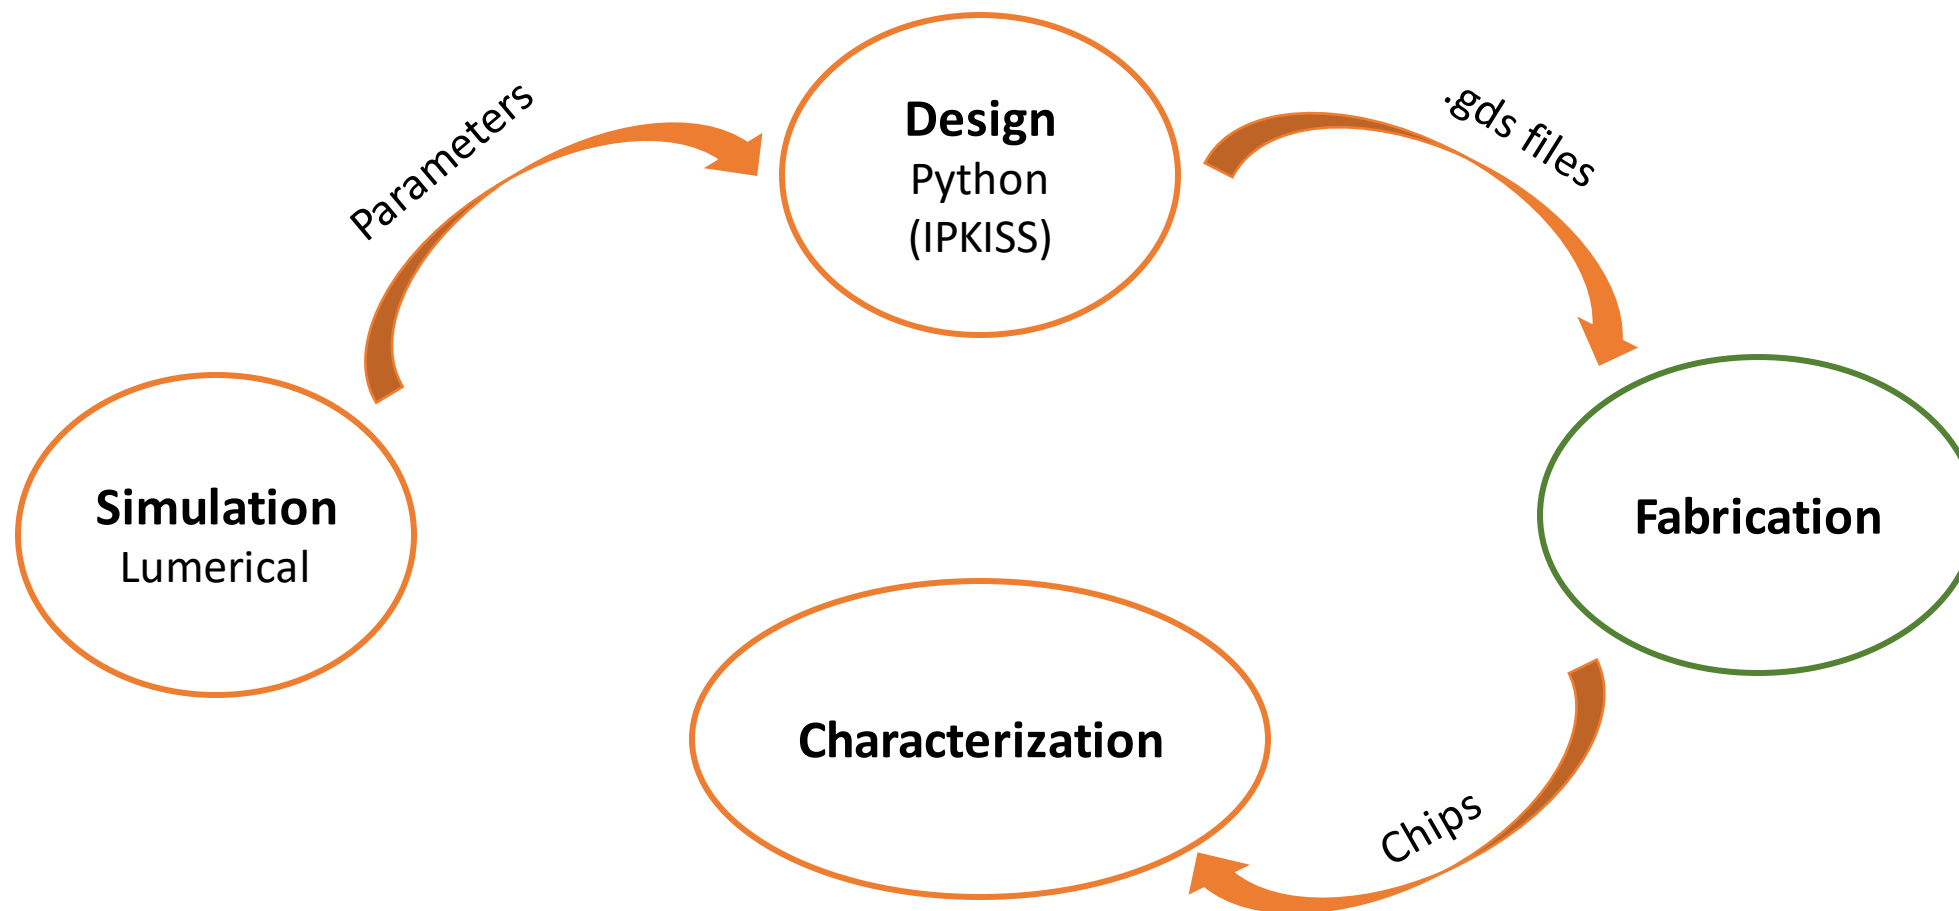 Parameters
Design
Python
(IPKISS)
.gds files
Simulation
Lumerical
Fabrication
Characterization
Chips